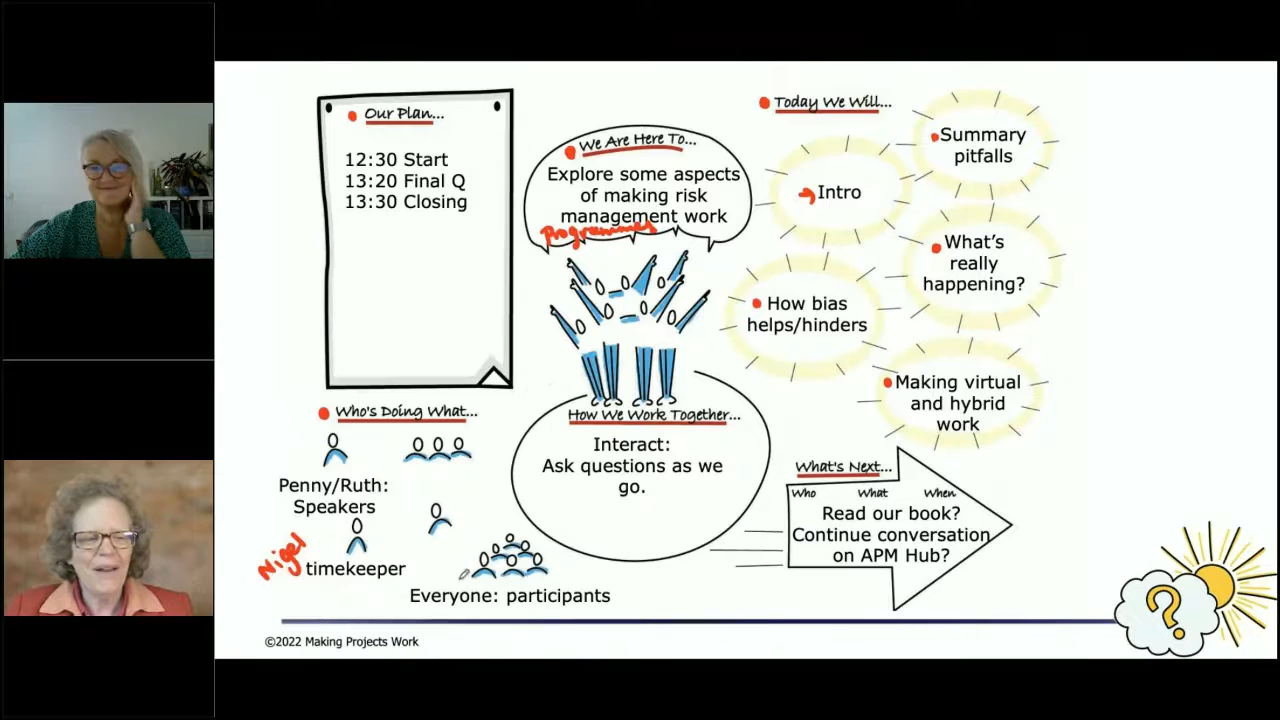 Our Plan...
12:30 Start
13:20 Final Q
13:30 Closing
We Are Here To...
Explore some aspects
of making risk
management work
Programmes
Today We Will...
Intro
Summary
pitfalls
What's
really
happening?
How bias
helps/hinders
Making virtual
and hybrid
work
Who's Doing What...
Penny/Ruth:
Speakers
Nigel
timekeeper
Everyone: participants
How We Work Together...
Interact:
Ask questions as we
go.
What's Next...
Who What When
Read our book?
Continue conversation
on APM Hub?
?
©2022 Making Projects Work